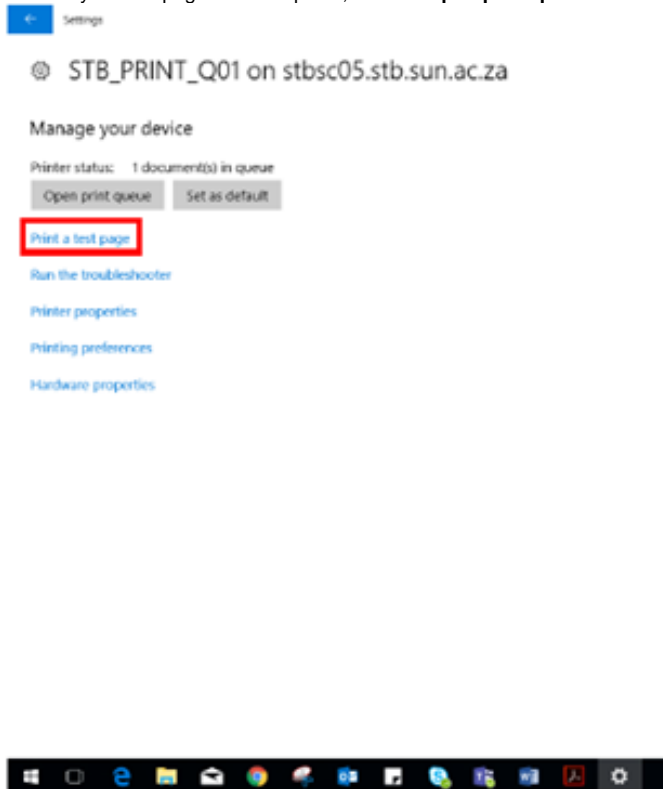 Settings
STB_PRINT_Q01 on stbsc05.stb.sun.ac.za
Manage your device
Printer status: 1 document(s) in queue
Open print queue Set as default
Print a test page
Run the troubleshooter
Printer properties
Printing preferences
Hardware properties